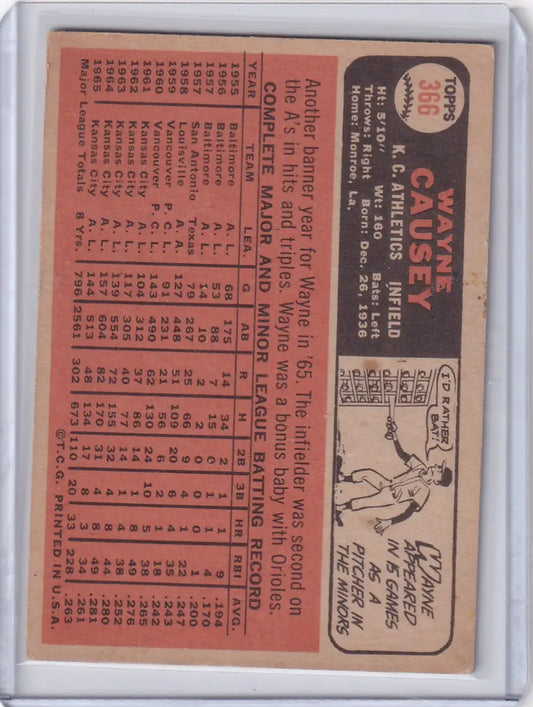 TOPPS
366
WAYNE
CAUSEY
K. C. ATHLETICS INFIELD
Ht: 5'10" Wt: 160 Bats: Left
Throws: Right Born: Dec. 26, 1936
Home: Monroe, La.
I'D RATHER
BAT!
WAYNE
APPEARED
IN 15 GAMES
AS A
PITCHER IN
THE MINORS
Another banner year for Wayne in '65. The infielder was second on
the A's in hits and triples. Wayne was a bonus baby with Orioles.
COMPLETE MAJOR AND MINOR LEAGUE BATTING RECORD
YEAR TEAM LEA. G AB R H 2B 3B HR RBI AVG.
1955 Baltimore A. L. 68 175 14 34 2 1 1 9 .194
1956 Baltimore A. L. 53 88 7 15 0 1 1 4 .170
1957 Baltimore A. L. 14 10 2 2 0 0 0 1 .200
1957 San Antonio Texas 79 267 25 66 9 4 1 22 .247
1958 Louisville A. A. 127 448 51 109 20 4 4 35 .243
1959 Vancouver P. C. L. 91 231 21 .242
1960 Vancouver P. C. L. 143 490 62 130 24 10 5 38 .265
1961 Kansas City A. L. 104 312 37 86 14 1 8 49 .276
1962 Kansas City A. L. 117 305 40 77 14 1 4 38 .252
1963 Kansas City A. L. 139 554 72 155 32 4 8 44 .280
1964 Kansas City A. L. 157 604 82 170 31 4 8 49 .281
1965 Kansas City A. L. 144 513 48 134 17 8 3 34 .261
Major League Totals 8 Yrs. 796 2561 302 673 110 20 33 228 .263
©T.C.G. PRINTED IN U.S.A.